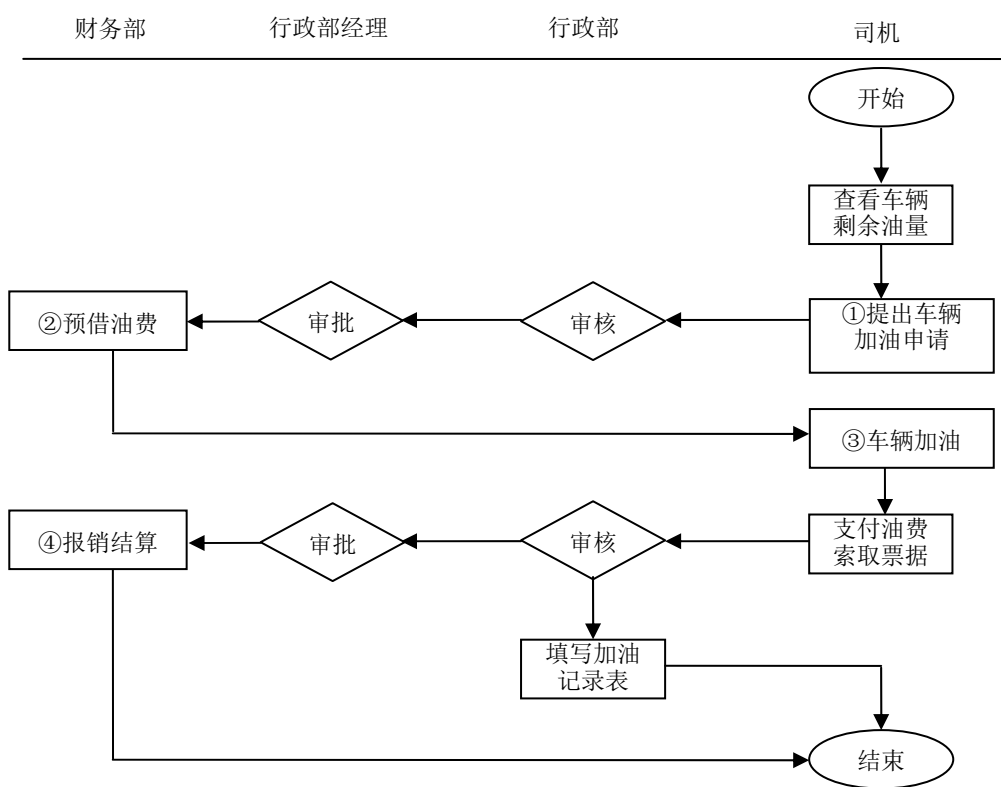 财务部
行政部经理
行政部
司机
开始
查看车辆
剩余油量
②预借油费
审批
审核
①提出车辆
加油申请
③车辆加油
④报销结算
审批
审核
支付油费
索取票据
填写加油
记录表
结束